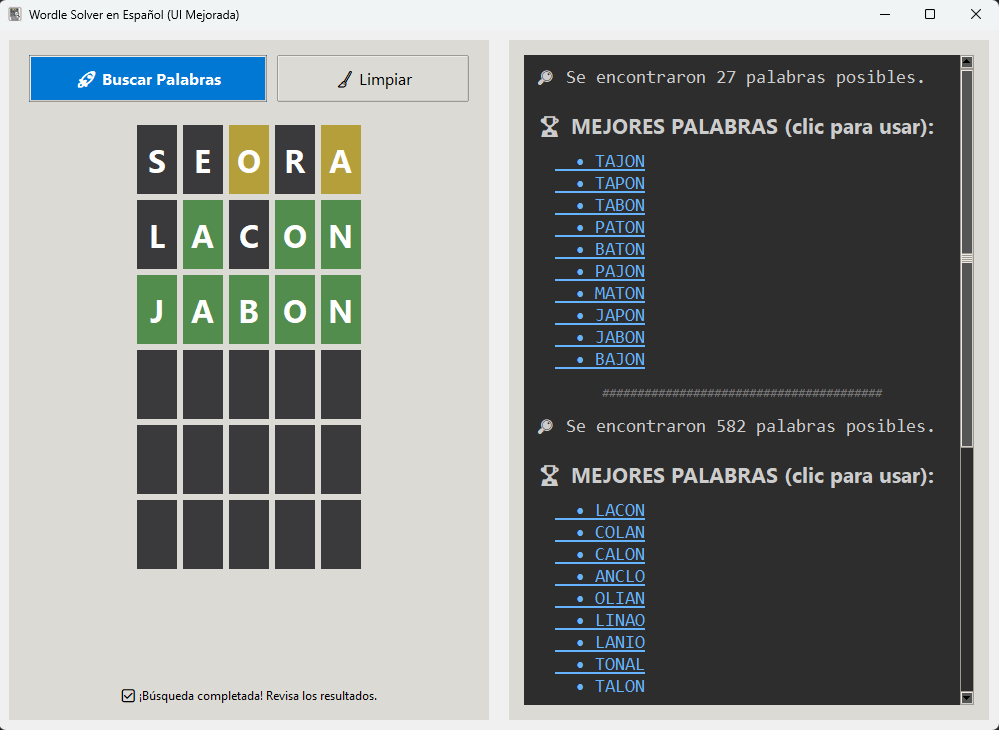 Wordle Solver en Español (UI Mejorada)
Buscar Palabras
Limpiar
S E O R A
L A C O N
J A B O N
¡Búsqueda completada! Revisa los resultados.
Se encontraron 27 palabras posibles.
MEJORES PALABRAS (clic para usar):
• TAJON
• TAPON
• TABON
• PATON
• BATON
• PAJON
• MATON
• JAPON
• JABON
• BAJON
########################################
Se encontraron 582 palabras posibles.
MEJORES PALABRAS (clic para usar):
• LACON
• COLAN
• CALON
• ANCLO
• OLIAN
• LINAO
• LANIO
• TONAL
• TALON